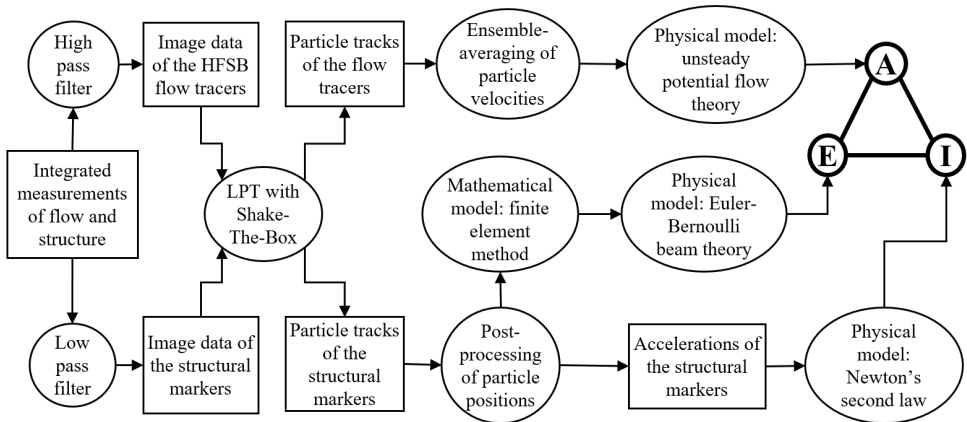 High
pass
filter
Image data
of the HFSB
flow tracers
Particle tracks
of the flow
tracers
Ensemble-
averaging of
particle
velocities
Physical model:
unsteady
potential flow
theory
A
E
I
Integrated
measurements
of flow and
structure
LPT with
Shake-
The-Box
Mathematical
model: finite
element
method
Physical
model: Euler-
Bernoulli
beam theory
Low
pass
filter
Image data of
the structural
markers
Particle tracks
of the
structural
markers
Post-
processing
of particle
positions
Accelerations of
the structural
markers
Physical
model:
Newton's
second law